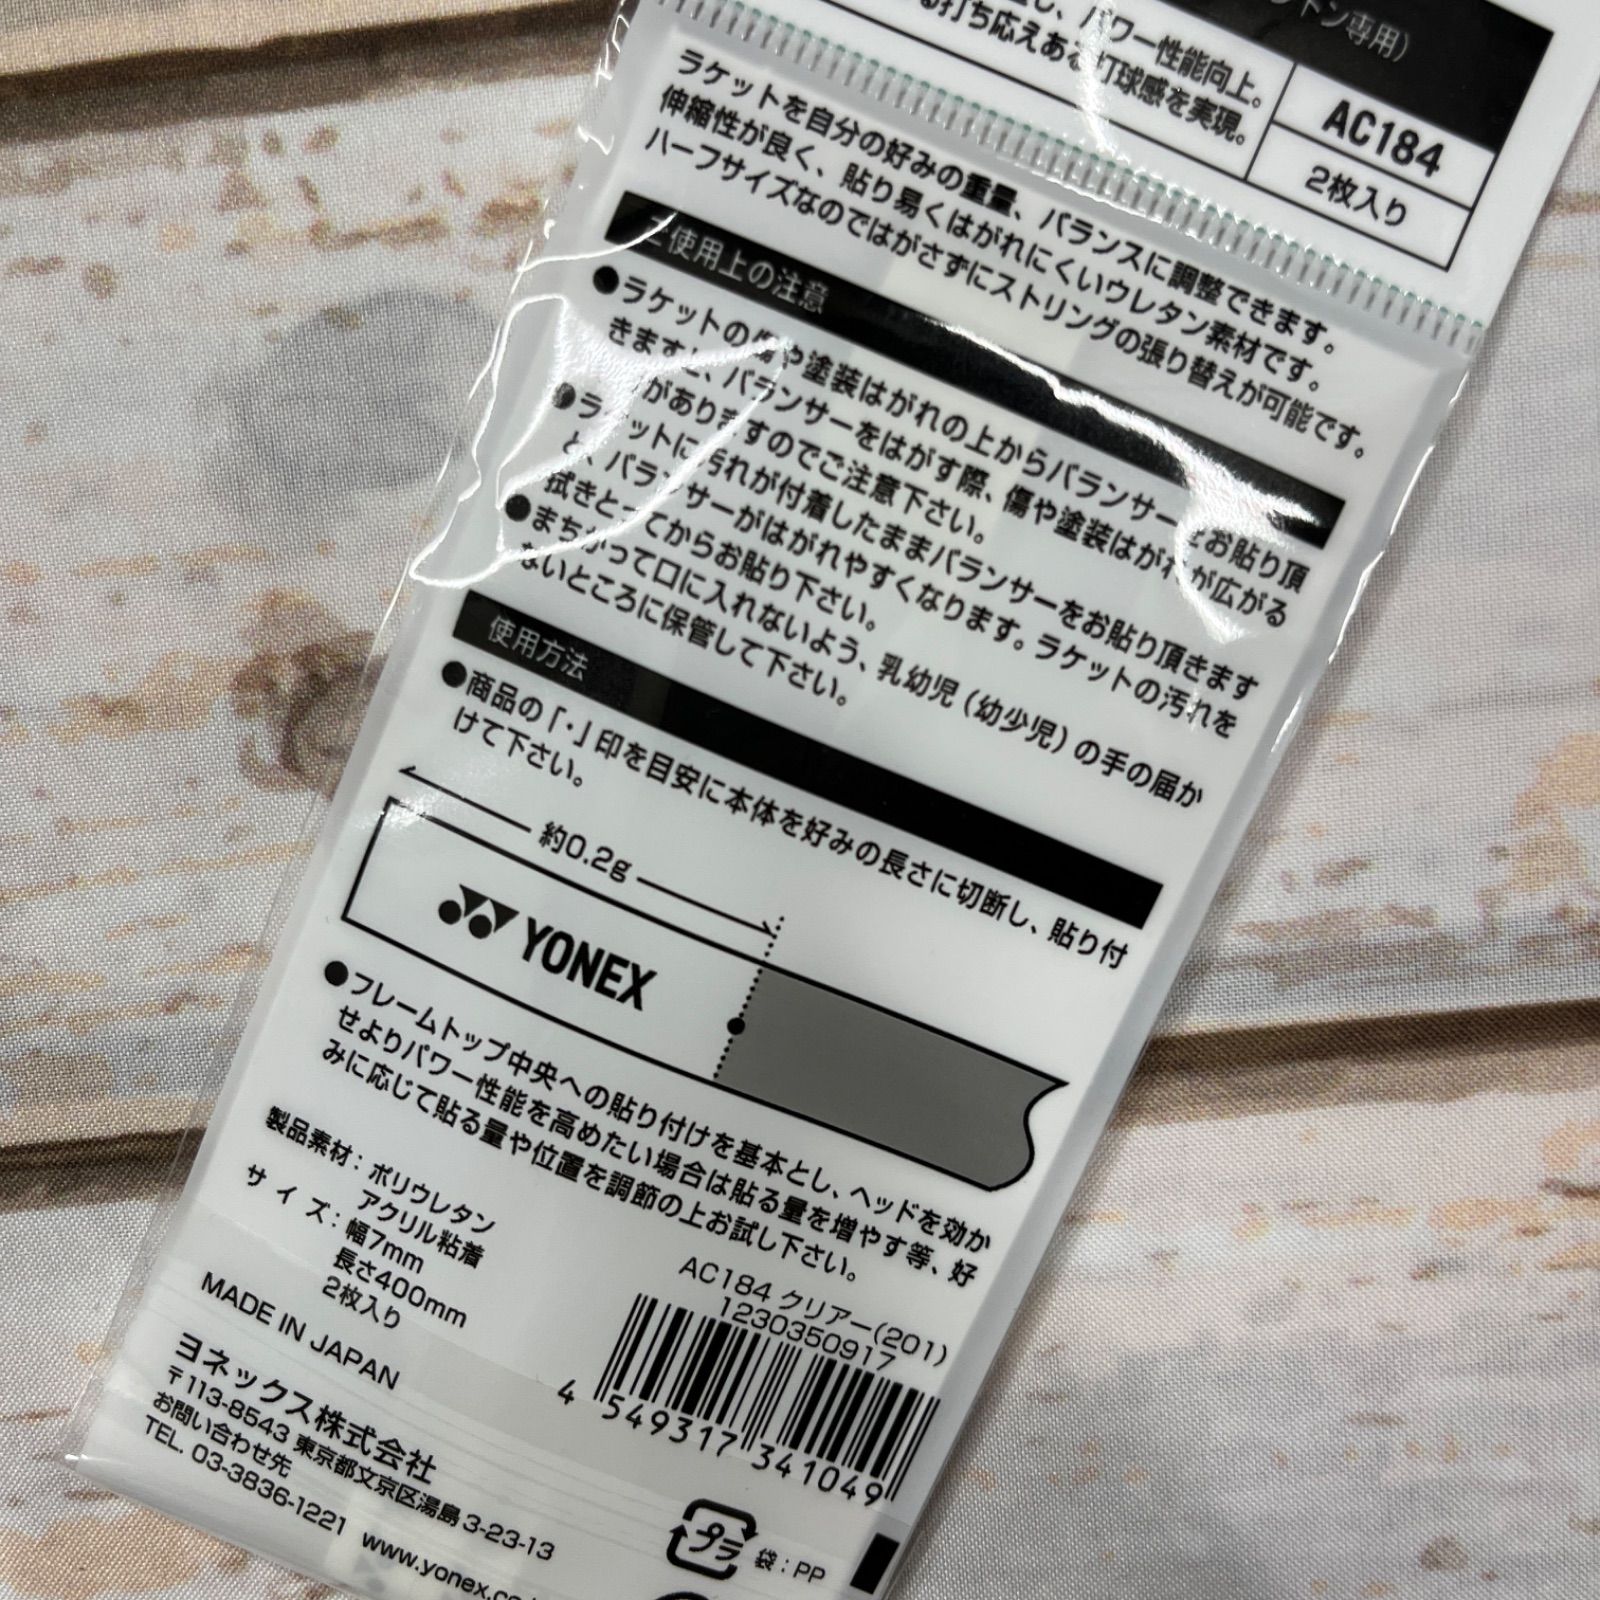 トン専用）
し、パワー性能向上。
打ち応えある打球感を実現。
AC184
2枚入り
ラケットを自分の好みの重量、バランスに調整できます。
伸縮性が良く、貼り易くはがれにくいウレタン素材です。
ハーフサイズなのではがさずにストリングの張り替えが可能です。
使用上の注意
●ラケットの傷や塗装はがれの上からバランサーをお貼り頂
きますと、バランサーをはがす際、傷や塗装はがれが広がる
がありますのでご注意下さい。
●ラケットに汚れが付着したままバランサーをお貼り頂きます
と、バランサーがはがれやすくなります。ラケットの汚れを
拭きとってからお貼り下さい。
●まちがって口に入れないよう、乳幼児（幼少児）の手の届か
ないところに保管して下さい。
使用方法
●商品の「・」印を目安に本体を好みの長さに切断し、貼り付
けて下さい。
約0.2g
YONEX
●フレームトップ中央への貼り付けを基本とし、ヘッドを効か
せよりパワー性能を高めたい場合は貼る量を増やす等、好
みに応じて貼る量や位置を調節の上お試し下さい。
製品素材：ポリウレタン
アクリル粘着
サイズ：幅7mm
長さ400mm
2枚入り
MADE IN JAPAN
AC184 クリアー(201)
1230350917
4 549317 341049
ヨネックス株式会社
〒113-8543 東京都文京区湯島3-23-13
お問い合わせ先
TEL. 03-3836-1221 www.yonex.co
プラ
袋：PP